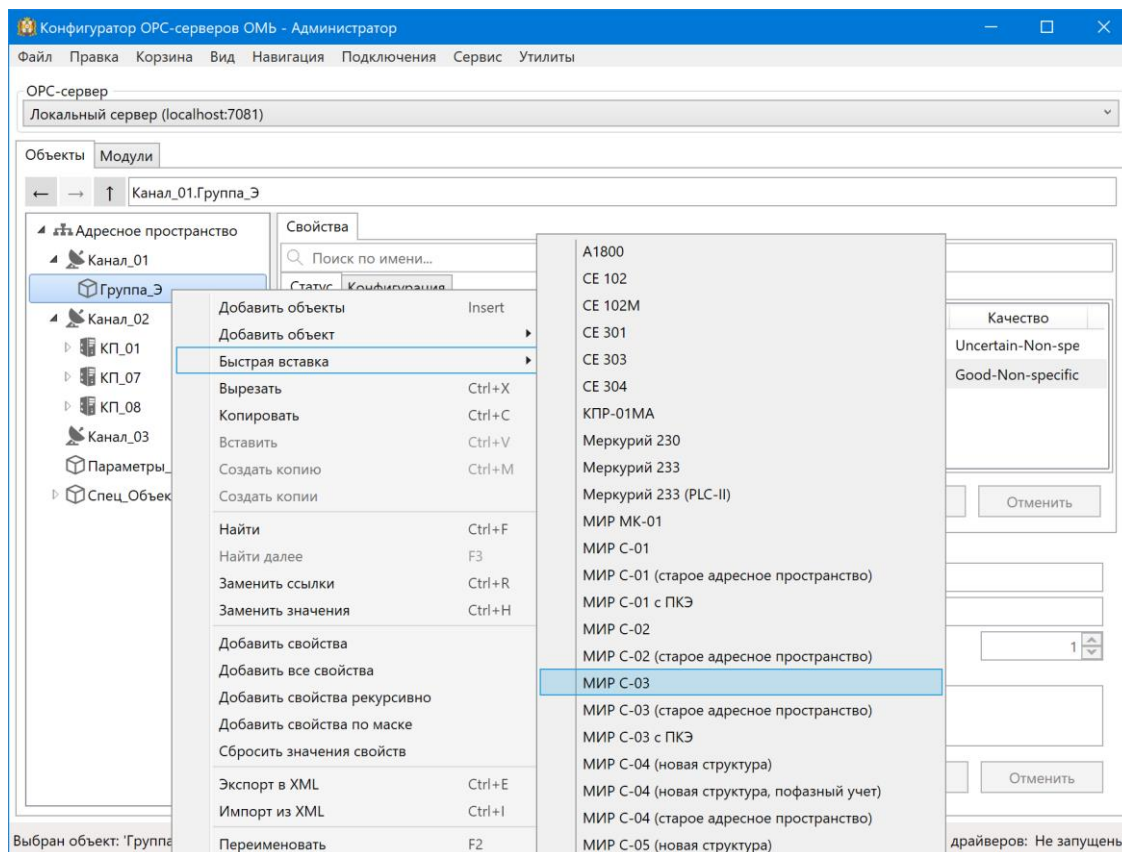 Конфигуратор OPC-серверов ОМЬ - Администратор
Файл Правка Корзина Вид Навигация Подключения Сервис Утилиты
OPC-сервер
Локальный сервер (localhost:7081)
Объекты Модули
Канал_01.Группа_Э
Адресное пространство
Канал_01
Группа_Э
Канал_02
КП_01
КП_07
КП_08
Канал_03
Параметры_
Спец_Объек
Свойства
Поиск по имени...
Статус Конфигурация
Добавить объекты Insert
Добавить объект
Быстрая вставка
Вырезать Ctrl+X
Копировать Ctrl+C
Вставить Ctrl+V
Создать копию Ctrl+M
Создать копии
Найти Ctrl+F
Найти далее F3
Заменить ссылки Ctrl+R
Заменить значения Ctrl+H
Добавить свойства
Добавить все свойства
Добавить свойства рекурсивно
Добавить свойства по маске
Сбросить значения свойств
Экспорт в XML Ctrl+E
Импорт из XML Ctrl+I
Переименовать F2
A1800
CE 102
CE 102M
CE 301
CE 303
CE 304
КПР-01МА
Меркурий 230
Меркурий 233
Меркурий 233 (PLC-II)
МИР МК-01
МИР С-01
МИР С-01 (старое адресное пространство)
МИР С-01 с ПКЭ
МИР С-02
МИР С-02 (старое адресное пространство)
МИР С-03
МИР С-03 (старое адресное пространство)
МИР С-03 с ПКЭ
МИР С-04 (новая структура)
МИР С-04 (новая структура, пофазный учет)
МИР С-04 (старое адресное пространство)
МИР С-05 (новая структура)
Качество
Uncertain-Non-spe
Good-Non-specific
Отменить
1
Отменить
Выбран объект: 'Группа
драйверов: Не запущены